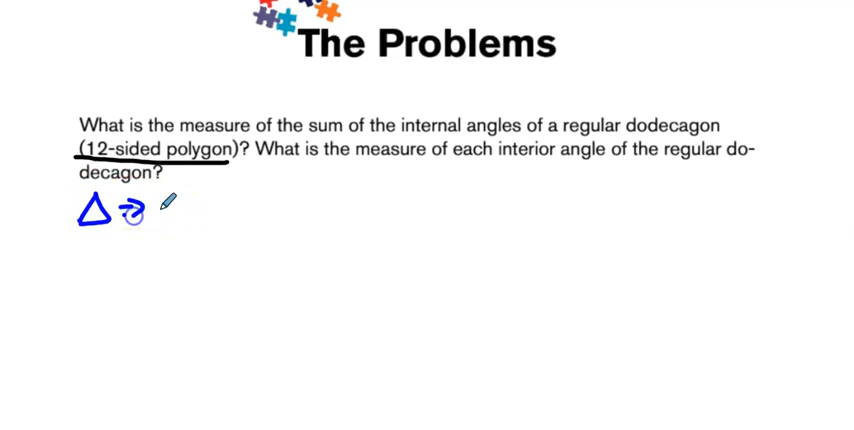 The Problems
What is the measure of the sum of the internal angles of a regular dodecagon
(12-sided polygon)? What is the measure of each interior angle of the regular do-
decagon?
Δ ⇒